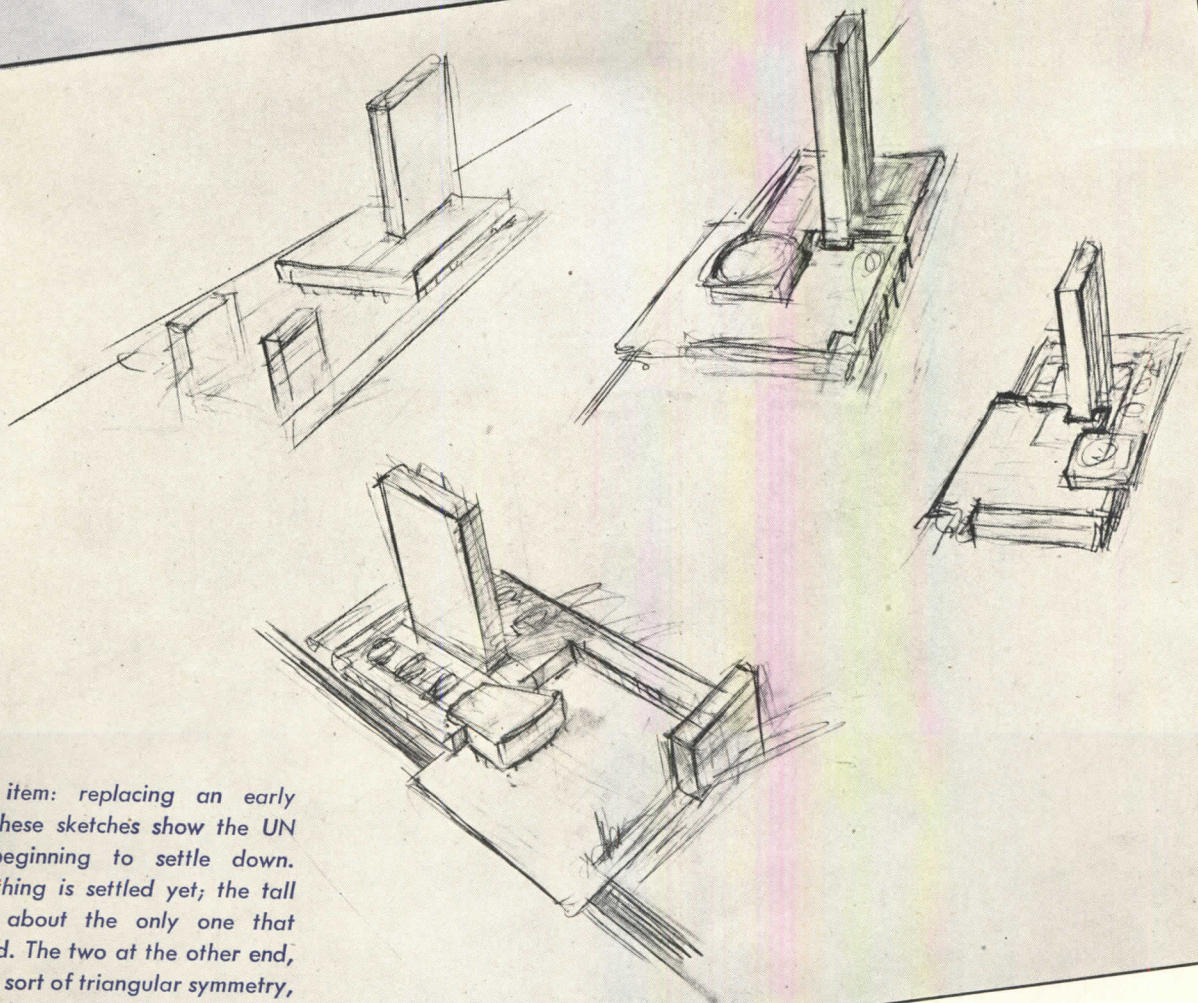 item: replacing an early
hese sketches show the UN
eginning to settle down.
hing is settled yet; the tall
about the only one that
d. The two at the other end,
sort of triangular symmetry,